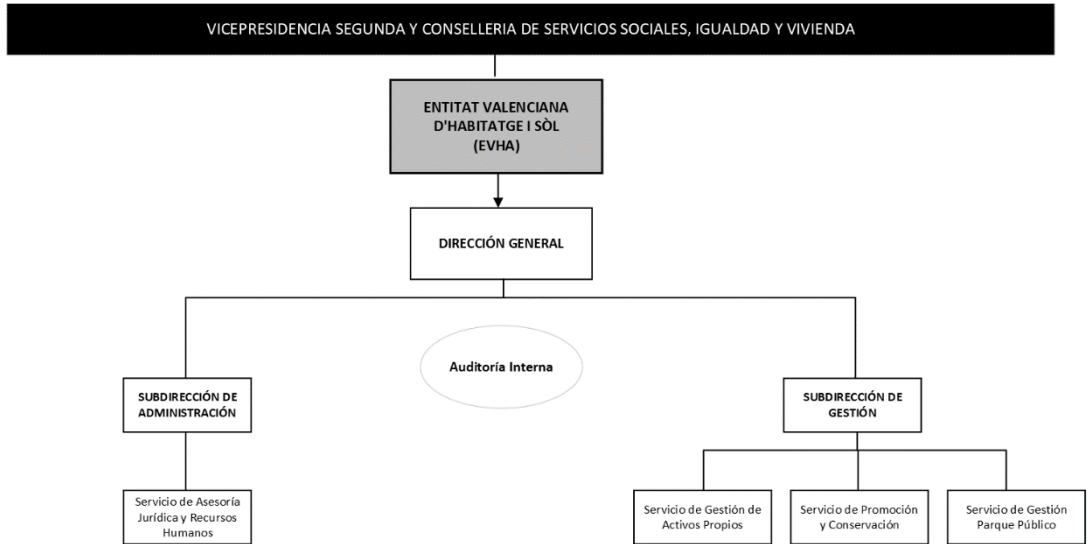 VICEPRESIDENCIA SEGUNDA Y CONSELLERIA DE SERVICIOS SOCIALES, IGUALDAD Y VIVIENDA
ENTITAT VALENCIANA
D'HABITATGE I SÒL
(EVHA)
DIRECCIÓN GENERAL
Auditoría Interna
SUBDIRECCIÓN DE
ADMINISTRACIÓN
SUBDIRECCIÓN DE
GESTIÓN
Servicio de Asesoría
Jurídica y Recursos
Humanos
Servicio de Gestión de
Activos Propios
Servicio de Promoción
y Conservación
Servicio de Gestión
Parque Público